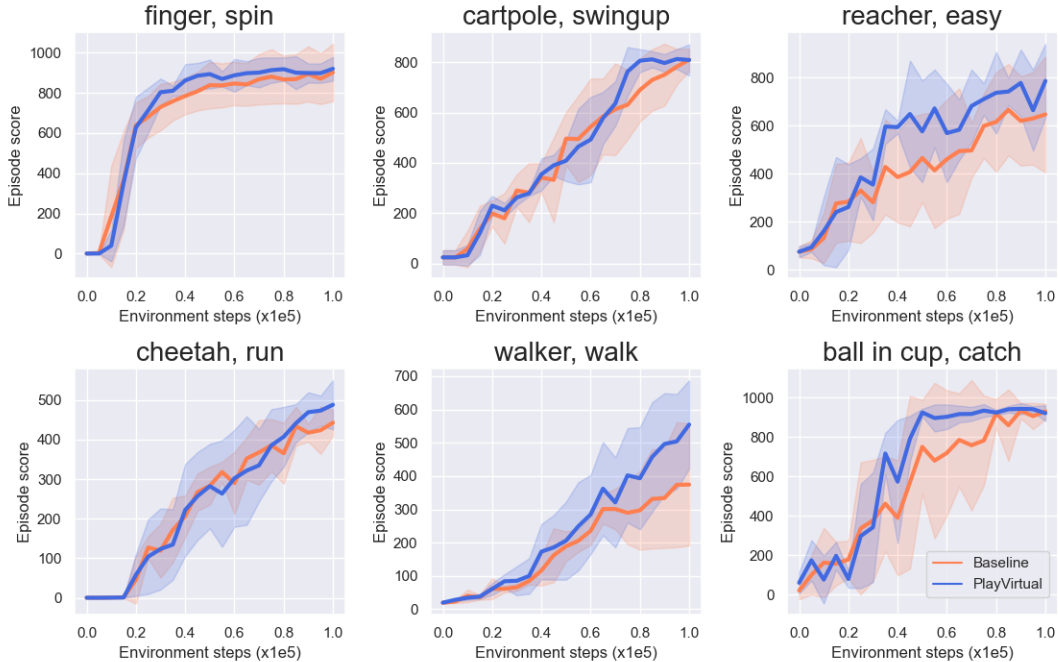 finger, spin
cartpole, swingup
reacher, easy
1000
800
600
400
200
0
Episode score
0.0 0.2 0.4 0.6 0.8 1.0
Environment steps (x1e5)
800
600
400
200
0
Episode score
0.0 0.2 0.4 0.6 0.8 1.0
Environment steps (x1e5)
800
600
400
200
0
Episode score
0.0 0.2 0.4 0.6 0.8 1.0
Environment steps (x1e5)
cheetah, run
walker, walk
ball in cup, catch
500
400
300
200
100
0
Episode score
0.0 0.2 0.4 0.6 0.8 1.0
Environment steps (x1e5)
700
600
500
400
300
200
100
0
Episode score
0.0 0.2 0.4 0.6 0.8 1.0
Environment steps (x1e5)
1000
800
600
400
200
0
Episode score
Baseline
PlayVirtual
0.0 0.2 0.4 0.6 0.8 1.0
Environment steps (x1e5)